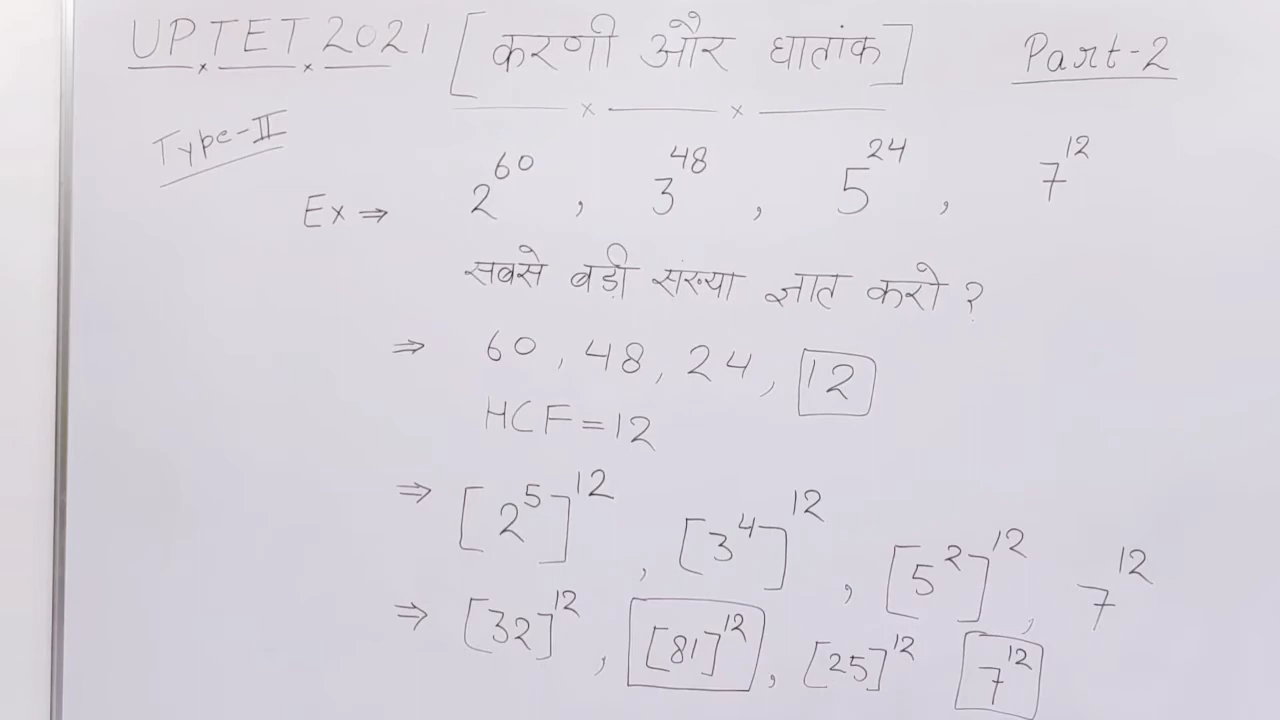 UPTET 2021 [करणी और घातांक] Part-2
Type-II
Ex ⇒ 2^60 , 3^48 , 5^24 , 7^12
सबसे बड़ी संख्या ज्ञात करो ?
⇒ 60 , 48 , 24 , 12
HCF = 12
⇒ [2^5]^12 , [3^4]^12 , [5^2]^12 , 7^12
⇒ [32]^12 , [81]^12 , [25]^12 7^12